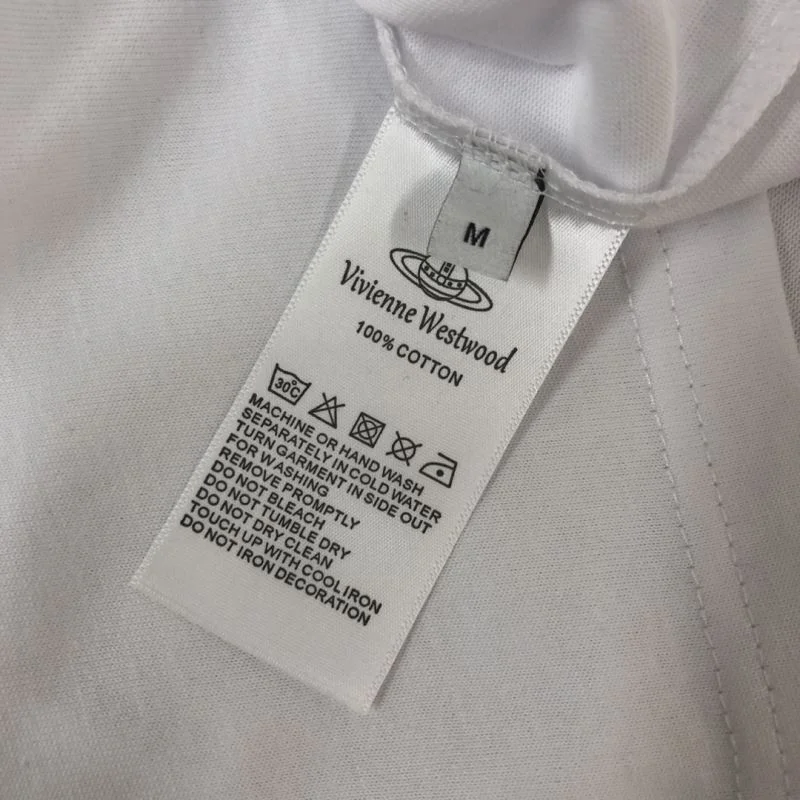 M
Vivienne Westwood
100% COTTON
30°C
MACHINE OR HAND WASH
SEPARATELY IN COLD WATER
TURN GARMENT IN SIDE OUT
FOR WASHING
REMOVE PROMPTLY
DO NOT BLEACH
DO NOT TUMBLE DRY
DO NOT DRY CLEAN
TOUCH UP WITH COOL IRON
DO NOT IRON DECORATION